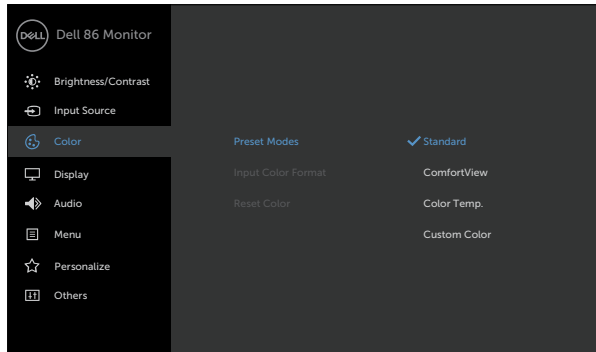 DELL Dell 86 Monitor
Brightness/Contrast
Input Source
Color Preset Modes Standard
Input Color Format ComfortView
Display
Reset Color Color Temp.
Audio
Menu Custom Color
Personalize
Others